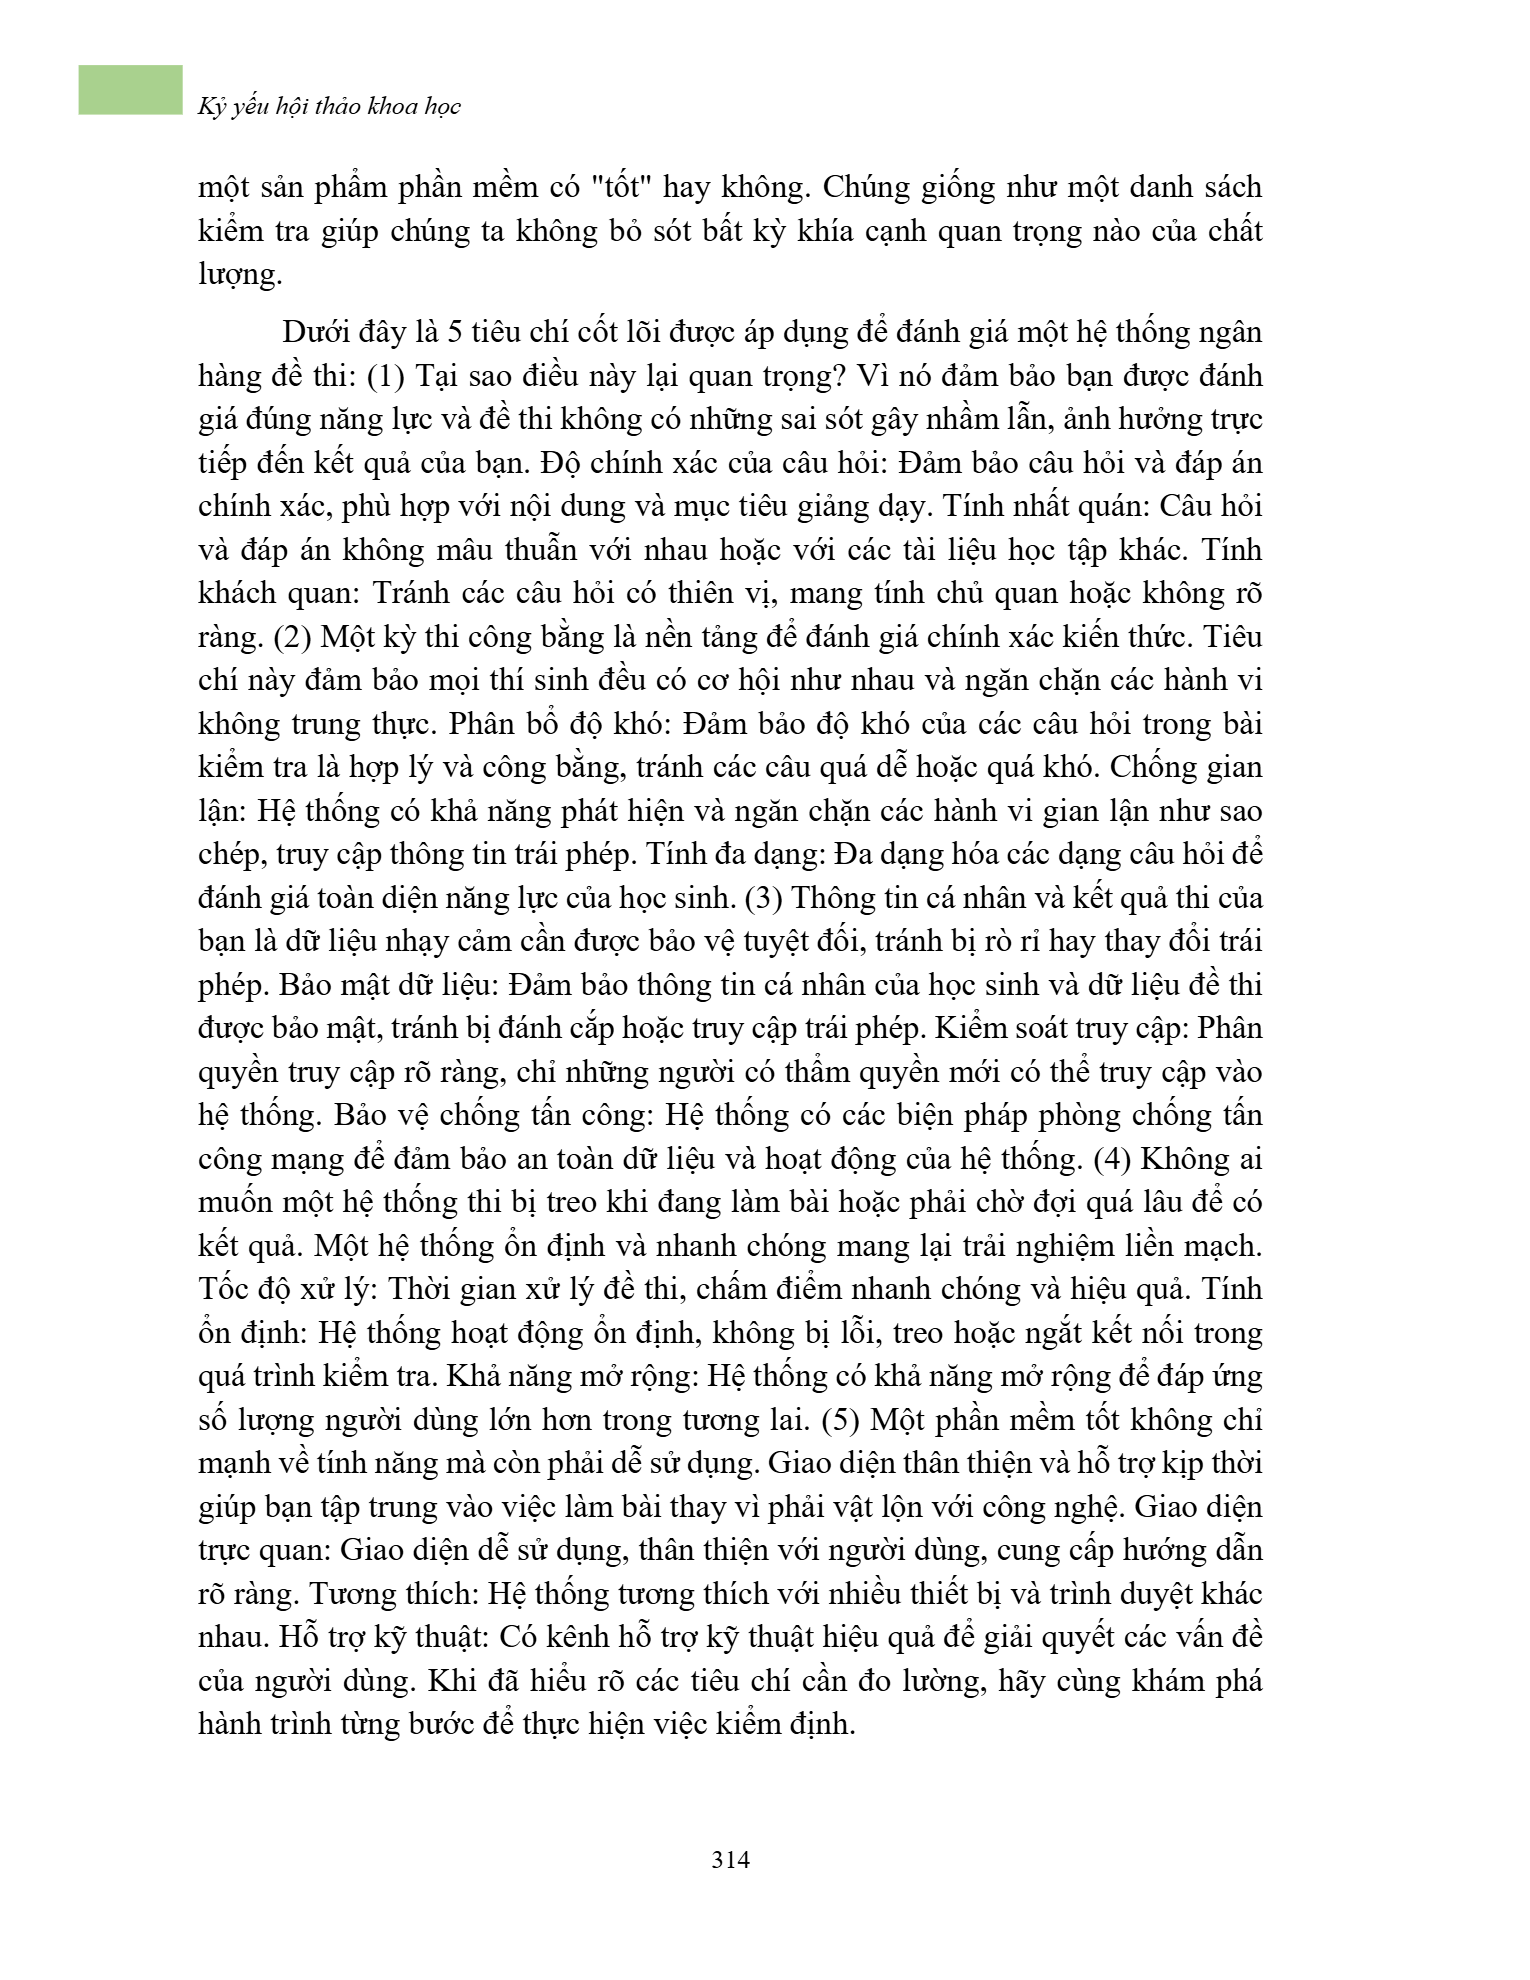 Kỷ yếu hội thảo khoa học
một sản phẩm phần mềm có "tốt" hay không. Chúng giống như một danh sách
kiểm tra giúp chúng ta không bỏ sót bất kỳ khía cạnh quan trọng nào của chất
lượng.
Dưới đây là 5 tiêu chí cốt lõi được áp dụng để đánh giá một hệ thống ngân
hàng đề thi: (1) Tại sao điều này lại quan trọng? Vì nó đảm bảo bạn được đánh
giá đúng năng lực và đề thi không có những sai sót gây nhầm lẫn, ảnh hưởng trực
tiếp đến kết quả của bạn. Độ chính xác của câu hỏi: Đảm bảo câu hỏi và đáp án
chính xác, phù hợp với nội dung và mục tiêu giảng dạy. Tính nhất quán: Câu hỏi
và đáp án không mâu thuẫn với nhau hoặc với các tài liệu học tập khác. Tính
khách quan: Tránh các câu hỏi có thiên vị, mang tính chủ quan hoặc không rõ
ràng. (2) Một kỳ thi công bằng là nền tảng để đánh giá chính xác kiến thức. Tiêu
chí này đảm bảo mọi thí sinh đều có cơ hội như nhau và ngăn chặn các hành vi
không trung thực. Phân bổ độ khó: Đảm bảo độ khó của các câu hỏi trong bài
kiểm tra là hợp lý và công bằng, tránh các câu quá dễ hoặc quá khó. Chống gian
lận: Hệ thống có khả năng phát hiện và ngăn chặn các hành vi gian lận như sao
chép, truy cập thông tin trái phép. Tính đa dạng: Đa dạng hóa các dạng câu hỏi để
đánh giá toàn diện năng lực của học sinh. (3) Thông tin cá nhân và kết quả thi của
bạn là dữ liệu nhạy cảm cần được bảo vệ tuyệt đối, tránh bị rò rỉ hay thay đổi trái
phép. Bảo mật dữ liệu: Đảm bảo thông tin cá nhân của học sinh và dữ liệu đề thi
được bảo mật, tránh bị đánh cắp hoặc truy cập trái phép. Kiểm soát truy cập: Phân
quyền truy cập rõ ràng, chỉ những người có thẩm quyền mới có thể truy cập vào
hệ thống. Bảo vệ chống tấn công: Hệ thống có các biện pháp phòng chống tấn
công mạng để đảm bảo an toàn dữ liệu và hoạt động của hệ thống. (4) Không ai
muốn một hệ thống thi bị treo khi đang làm bài hoặc phải chờ đợi quá lâu để có
kết quả. Một hệ thống ổn định và nhanh chóng mang lại trải nghiệm liền mạch.
Tốc độ xử lý: Thời gian xử lý đề thi, chấm điểm nhanh chóng và hiệu quả. Tính
ổn định: Hệ thống hoạt động ổn định, không bị lỗi, treo hoặc ngắt kết nối trong
quá trình kiểm tra. Khả năng mở rộng: Hệ thống có khả năng mở rộng để đáp ứng
số lượng người dùng lớn hơn trong tương lai. (5) Một phần mềm tốt không chỉ
mạnh về tính năng mà còn phải dễ sử dụng. Giao diện thân thiện và hỗ trợ kịp thời
giúp bạn tập trung vào việc làm bài thay vì phải vật lộn với công nghệ. Giao diện
trực quan: Giao diện dễ sử dụng, thân thiện với người dùng, cung cấp hướng dẫn
rõ ràng. Tương thích: Hệ thống tương thích với nhiều thiết bị và trình duyệt khác
nhau. Hỗ trợ kỹ thuật: Có kênh hỗ trợ kỹ thuật hiệu quả để giải quyết các vấn đề
của người dùng. Khi đã hiểu rõ các tiêu chí cần đo lường, hãy cùng khám phá
hành trình từng bước để thực hiện việc kiểm định.
314